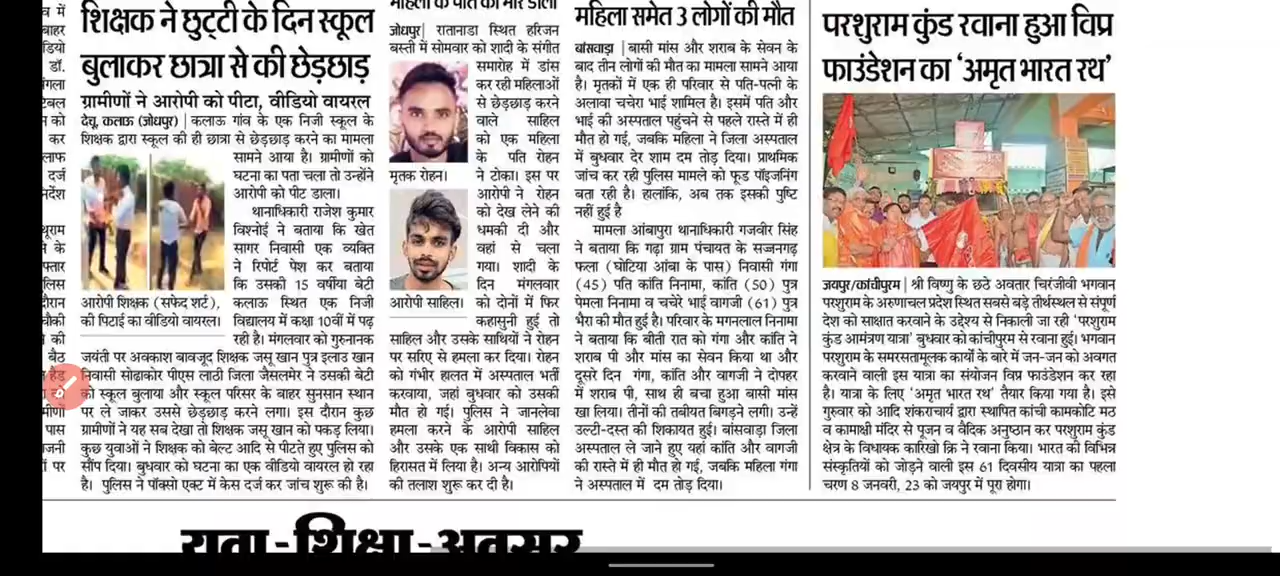 में
बाहर
डियो
डॉ.
कर
दर्ज
के
पास
पर
शिक्षक ने छुट्टी के दिन स्कूल
बुलाकर छात्रा से की छेड़छाड़
ग्रामीणों ने आरोपी को पीटा, वीडियो वायरल
देचू, कलाऊ (जोधपुर) | कलाऊ गांव के एक निजी स्कूल के
शिक्षक द्वारा स्कूल की ही छात्रा से छेड़छाड़ करने का मामला
सामने आया है। ग्रामीणों को
घटना का पता चला तो उन्होंने
आरोपी को पीट डाला।
थानाधिकारी राजेश कुमार
विश्नोई ने बताया कि खेत
सागर निवासी एक व्यक्ति
ने रिपोर्ट पेश कर बताया
कि उसकी 15 वर्षीया बेटी
कलाऊ स्थित एक निजी
विद्यालय में कक्षा 10वीं में पढ़
रही है। मंगलवार को गुरुनानक
आरोपी शिक्षक (सफेद शर्ट),
की पिटाई का वीडियो वायरल।
जयंती पर अवकाश बावजूद शिक्षक जसू खान पुत्र इलाउ खान
निवासी सोढाकोर पीएस लाठी जिला जैसलमेर ने उसकी बेटी
को स्कूल बुलाया और स्कूल परिसर के बाहर सुनसान स्थान
पर ले जाकर उससे छेड़छाड़ करने लगा। इस दौरान कुछ
ग्रामीणों ने यह सब देखा तो शिक्षक जसू खान को पकड़ लिया।
कुछ युवाओं ने शिक्षक को बेल्ट आदि से पीटते हुए पुलिस को
सौंप दिया। बुधवार को घटना का एक वीडियो वायरल हो रहा
है। पुलिस ने पॉक्सो एक्ट में केस दर्ज कर जांच शुरू की है।
महिला के पति को मार डाला
जोधपुर| रातानाडा स्थित हरिजन
बस्ती में सोमवार को शादी के संगीत
समारोह में डांस
कर रही महिलाओं
से छेड़छाड़ करने
वाले साहिल
को एक महिला
के पति रोहन
ने टोका। इस पर
आरोपी ने रोहन
को देख लेने की
धमकी दी और
वहां से चला
गया। शादी के
दिन मंगलवार
को दोनों में फिर
कहासुनी हुई तो
मृतक रोहन।
आरोपी साहिल।
साहिल और उसके साथियों ने रोहन
पर सरिए से हमला कर दिया। रोहन
को गंभीर हालत में अस्पताल भर्ती
करवाया, जहां बुधवार को उसकी
मौत हो गई। पुलिस ने जानलेवा
हमला करने के आरोपी साहिल
और उसके एक साथी विकास को
हिरासत में लिया है। अन्य आरोपियों
की तलाश शुरू कर दी है।
महिला समेत 3 लोगों की मौत
बांसवाड़ा | बासी मांस और शराब के सेवन के
बाद तीन लोगों की मौत का मामला सामने आया
है। मृतकों में एक ही परिवार से पति-पत्नी के
अलावा चचेरा भाई शामिल है। इसमें पति और
भाई की अस्पताल पहुंचने से पहले रास्ते में ही
मौत हो गई, जबकि महिला ने जिला अस्पताल
में बुधवार देर शाम दम तोड़ दिया। प्राथमिक
जांच कर रही पुलिस मामले को फूड पॉइजनिंग
बता रही है। हालांकि, अब तक इसकी पुष्टि
नहीं हुई है
मामला आंबापुरा थानाधिकारी गजवीर सिंह
ने बताया कि गढ़ा ग्राम पंचायत के सज्जनगढ़
फला (घोटिया आंबा के पास) निवासी गंगा
(45) पति कांति निनामा, कांति (50) पुत्र
पेमला निनामा व चचेरे भाई वागजी (61) पुत्र
भैरा की मौत हुई है। परिवार के मगनलाल निनामा
ने बताया कि बीती रात को गंगा और कांति ने
शराब पी और मांस का सेवन किया था और
दूसरे दिन गंगा, कांति और वागजी ने दोपहर
में शराब पी, साथ ही बचा हुआ बासी मांस
खा लिया। तीनों की तबीयत बिगड़ने लगी। उन्हें
उल्टी-दस्त की शिकायत हुई। बांसवाड़ा जिला
अस्पताल ले जाने हुए यहां कांति और वागजी
की रास्ते में ही मौत हो गई, जबकि महिला गंगा
ने अस्पताल में दम तोड़ दिया।
परशुराम कुंड रवाना हुआ विप्र
फाउंडेशन का ‘अमृत भारत रथ’
जयपुर/कांचीपुरम | श्री विष्णु के छठे अवतार चिरंजीवी भगवान
परशुराम के अरुणाचल प्रदेश स्थित सबसे बड़े तीर्थस्थल से संपूर्ण
देश को साक्षात करवाने के उद्देश्य से निकाली जा रही ‘परशुराम
कुंड आमंत्रण यात्रा’ बुधवार को कांचीपुरम से रवाना हुई। भगवान
परशुराम के समरसतामूलक कार्यों के बारे में जन-जन को अवगत
करवाने वाली इस यात्रा का संयोजन विप्र फाउंडेशन कर रहा
है। यात्रा के लिए ‘अमृत भारत रथ’ तैयार किया गया है। इसे
गुरुवार को आदि शंकराचार्य द्वारा स्थापित कांची कामकोटि मठ
व कामाक्षी मंदिर से पूजन व वैदिक अनुष्ठान कर परशुराम कुंड
क्षेत्र के विधायक कारिखो क्रि ने रवाना किया। भारत की विभिन्न
संस्कृतियों को जोड़ने वाली इस 61 दिवसीय यात्रा का पहला
चरण 8 जनवरी, 23 को जयपुर में पूरा होगा।
युवा-शिक्षा-अवसर